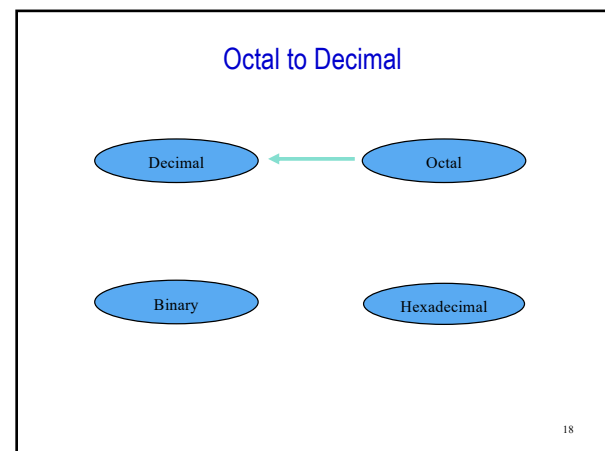 Octal to Decimal
Decimal
Octal
Binary
Hexadecimal
18